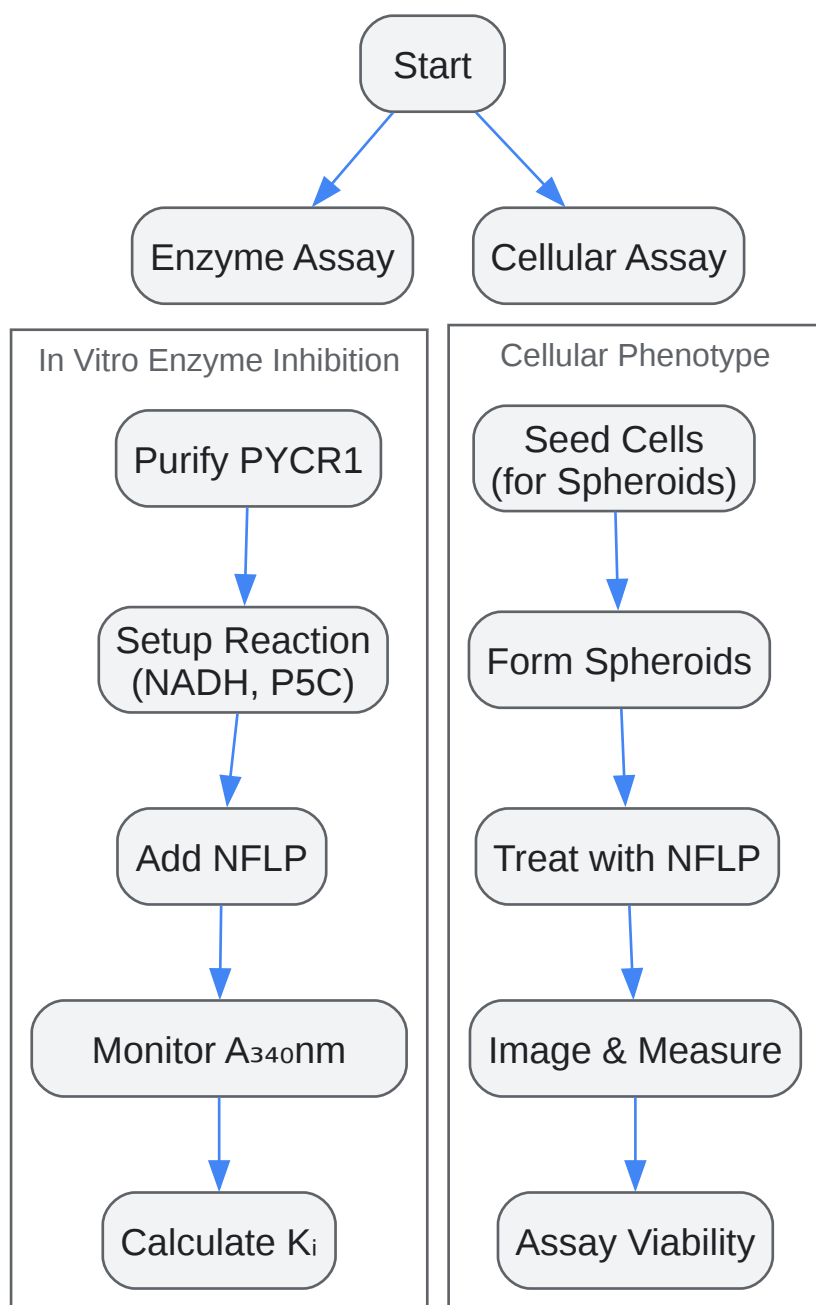 Start
Enzyme Assay
Cellular Assay
In Vitro Enzyme Inhibition
Purify PYCR1
Setup Reaction
(NADH, P5C)
Add NFLP
Monitor A₃₄₀nm
Calculate Kᵢ
Cellular Phenotype
Seed Cells
(for Spheroids)
Form Spheroids
Treat with NFLP
Image & Measure
Assay Viability